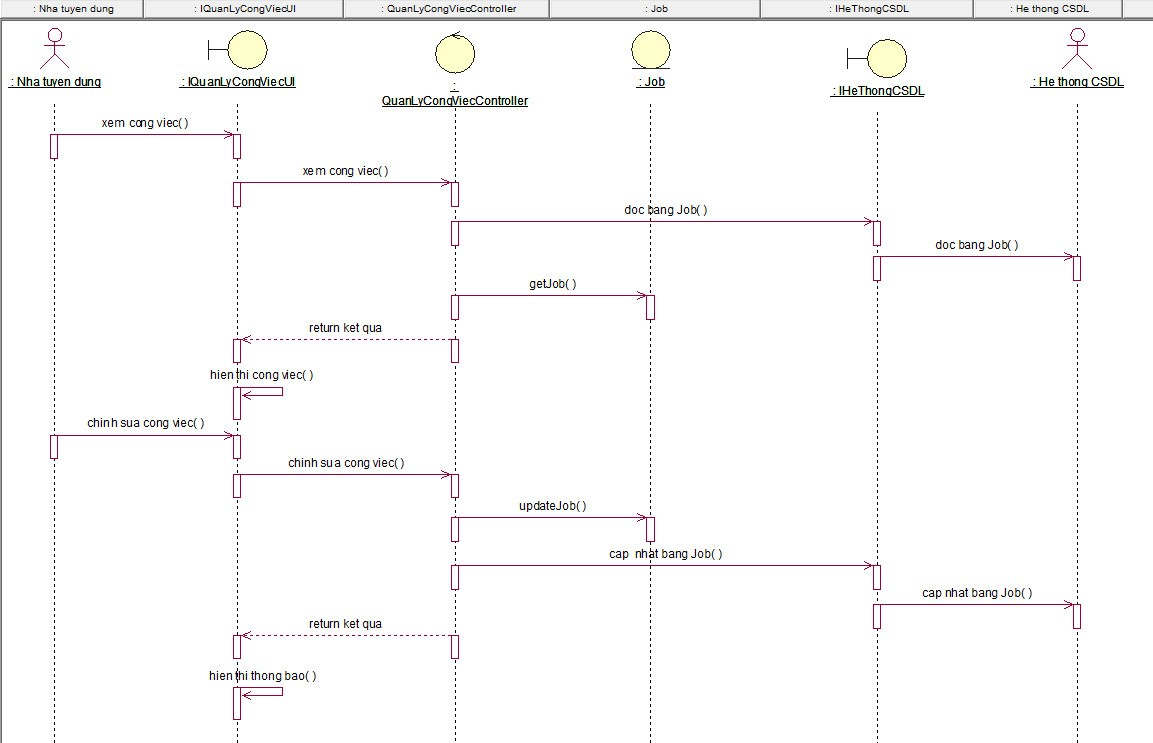 : Nha tuyen dung
: IQuanLyCongViecUI
: QuanLyCongViecController
: Job
: IHeThongCSDL
: He thong CSDL
: Nha tuyen dung
: IQuanLyCongViecUI
:
QuanLyCongViecController
: Job
: IHeThongCSDL
: He thong CSDL
xem cong viec( )
xem cong viec( )
doc bang Job( )
doc bang Job( )
getJob( )
return ket qua
hien thi cong viec( )
chinh sua cong viec( )
chinh sua cong viec( )
updateJob( )
cap nhat bang Job( )
cap nhat bang Job( )
return ket qua
hien thi thong bao( )